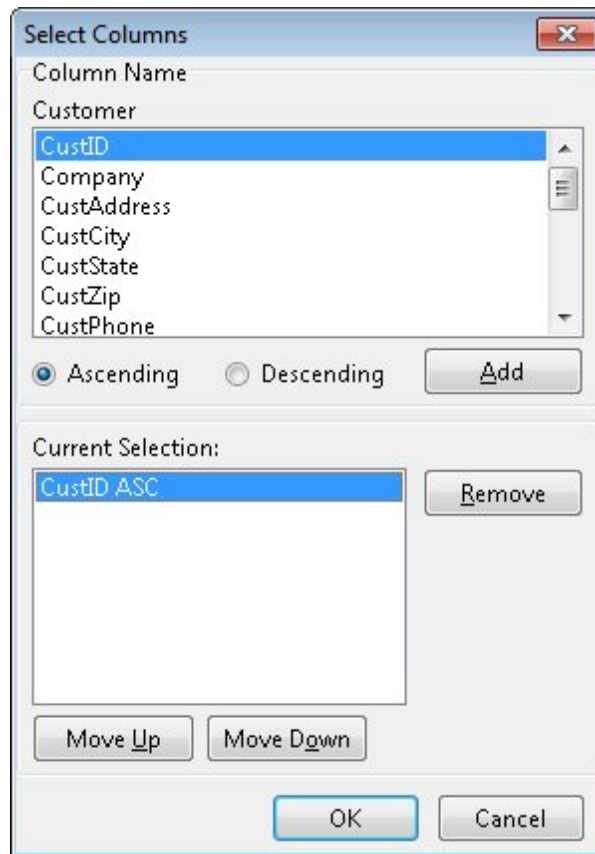 Select Columns
Column Name
Customer
CustID
Company
CustAddress
CustCity
CustState
CustZip
CustPhone
Ascending Descending Add
Current Selection:
CustID ASC
Remove
Move Up Move Down
OK Cancel